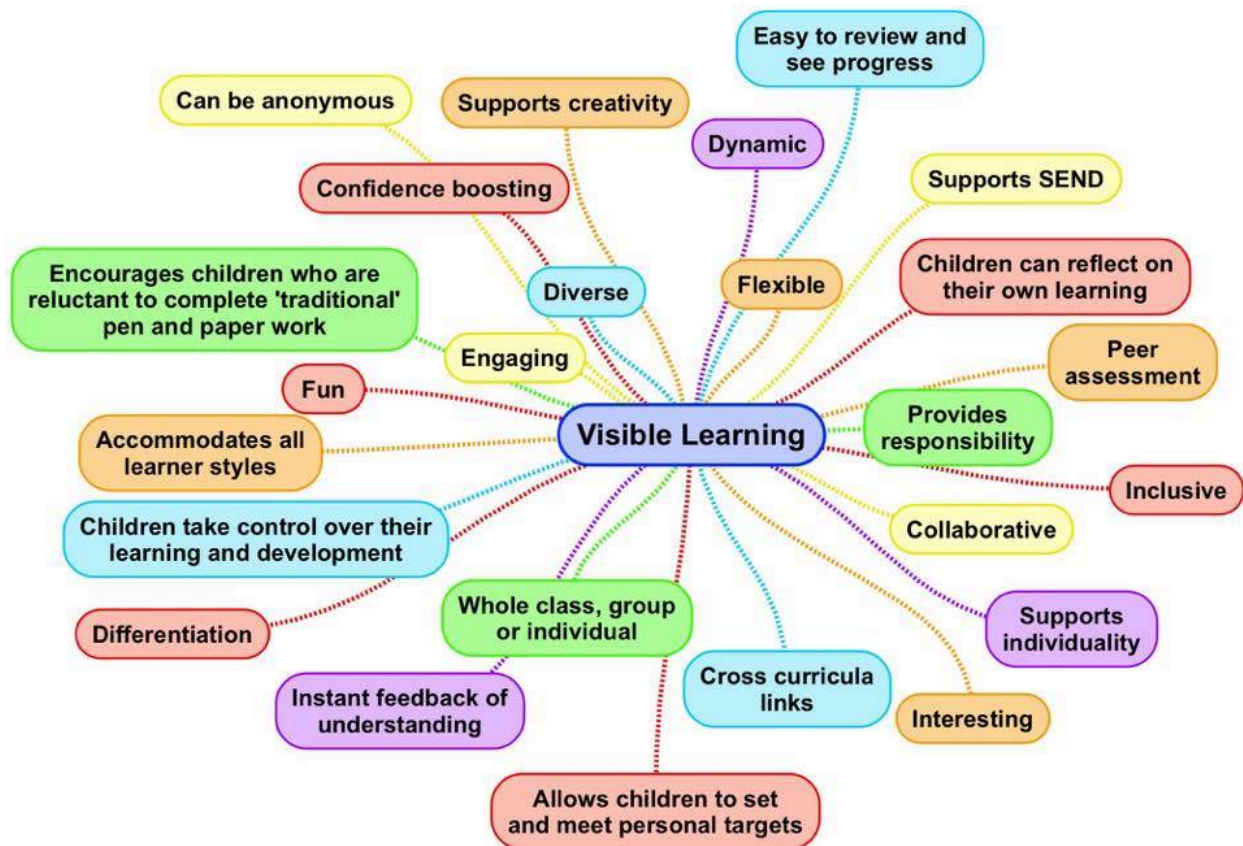 Easy to review and
see progress
Can be anonymous
Supports creativity
Dynamic
Confidence boosting
Supports SEND
Encourages children who are
reluctant to complete 'traditional'
pen and paper work
Diverse
Flexible
Children can reflect on
their own learning
Engaging
Peer
assessment
Fun
Visible Learning
Provides
responsibility
Accommodates all
learner styles
Inclusive
Children take control over their
learning and development
Collaborative
Differentiation
Whole class, group
or individual
Supports
individuality
Instant feedback of
understanding
Cross curricula
links
Interesting
Allows children to set
and meet personal targets